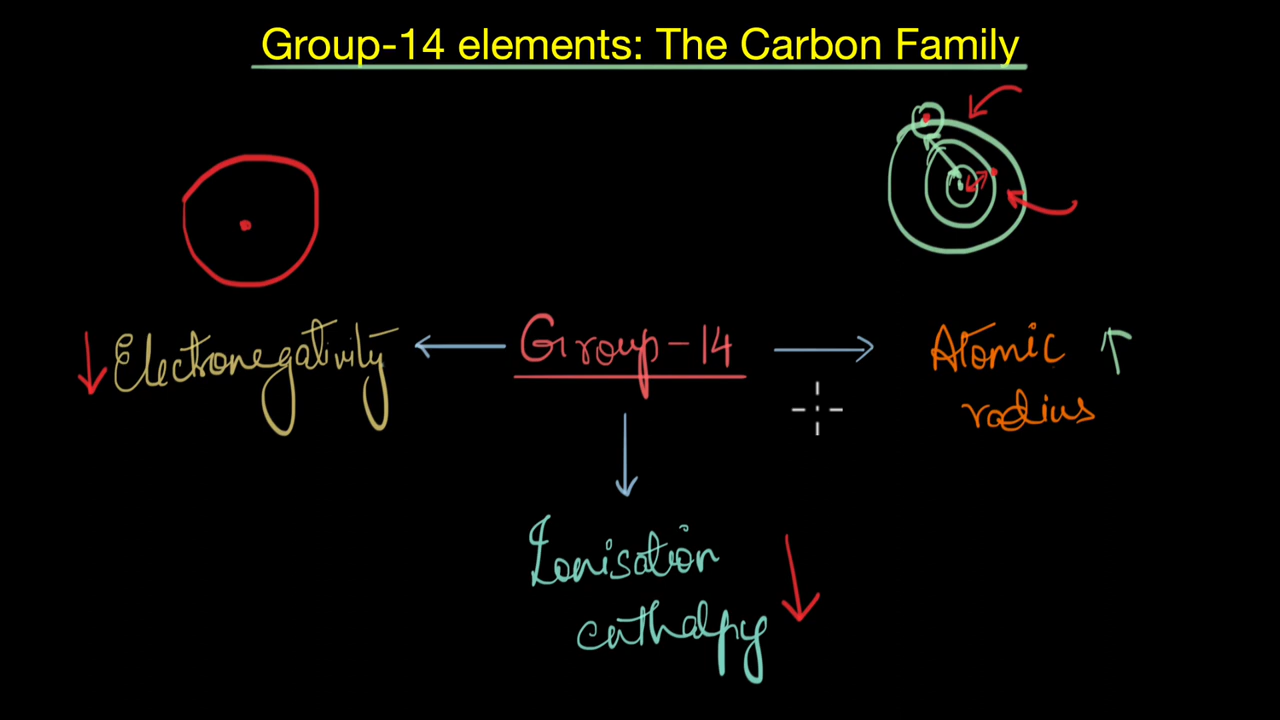 Group-14 elements: The Carbon Family
Electronegativity
Group-14
Atomic
radius
Ionisation
enthalpy